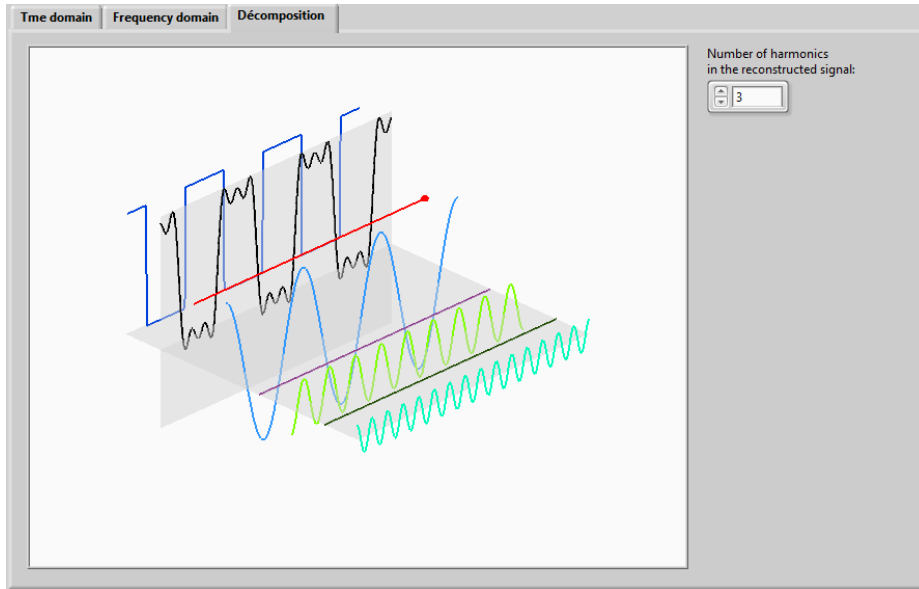 Tme domain
Frequency domain
Décomposition
Number of harmonics
in the reconstructed signal:
3